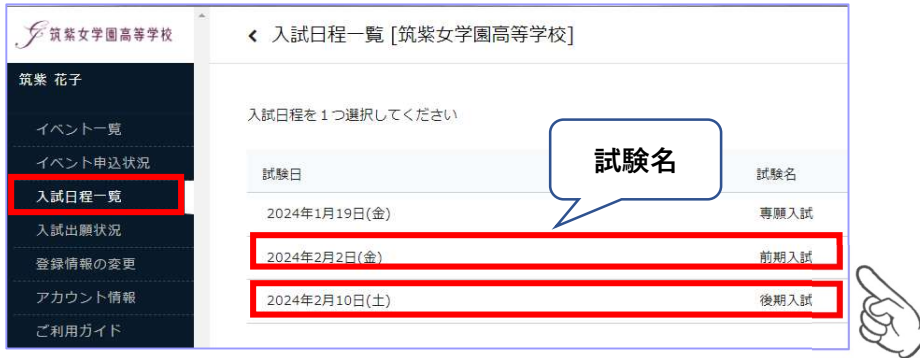 筑紫女学園高等学校
筑紫 花子
イベント一覧
イベント申込状況
入試日程一覧
入試出願状況
登録情報の変更
アカウント情報
ご利用ガイド
入試日程一覧 [筑紫女学園高等学校]
入試日程を１つ選択してください
試験名
試験日 試験名
2024年1月19日(金) 専願入試
2024年2月2日(金) 前期入試
2024年2月10日(土) 後期入試